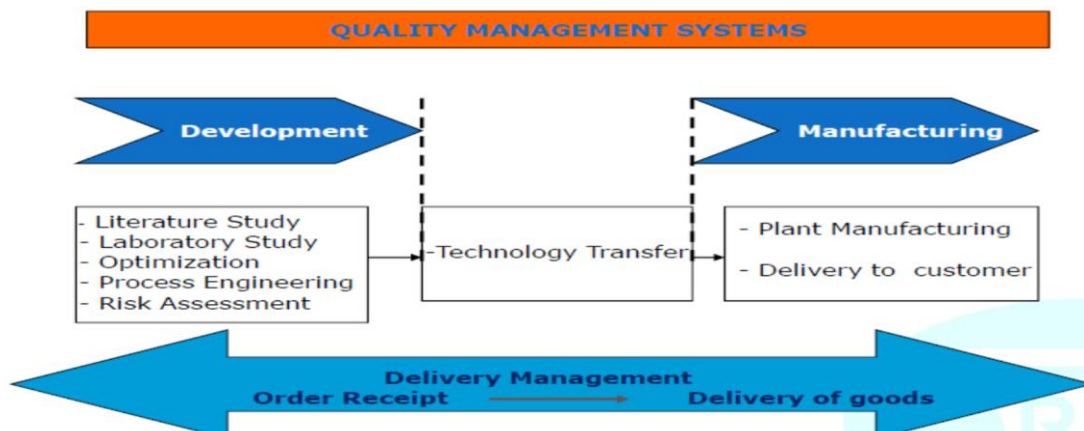 QUALITY MANAGEMENT SYSTEMS
Development
Manufacturing
- Literature Study
- Laboratory Study
- Optimization
- Process Engineering
- Risk Assessment
-Technology Transfer
- Plant Manufacturing
- Delivery to customer
Delivery Management
Order Receipt
Delivery of goods